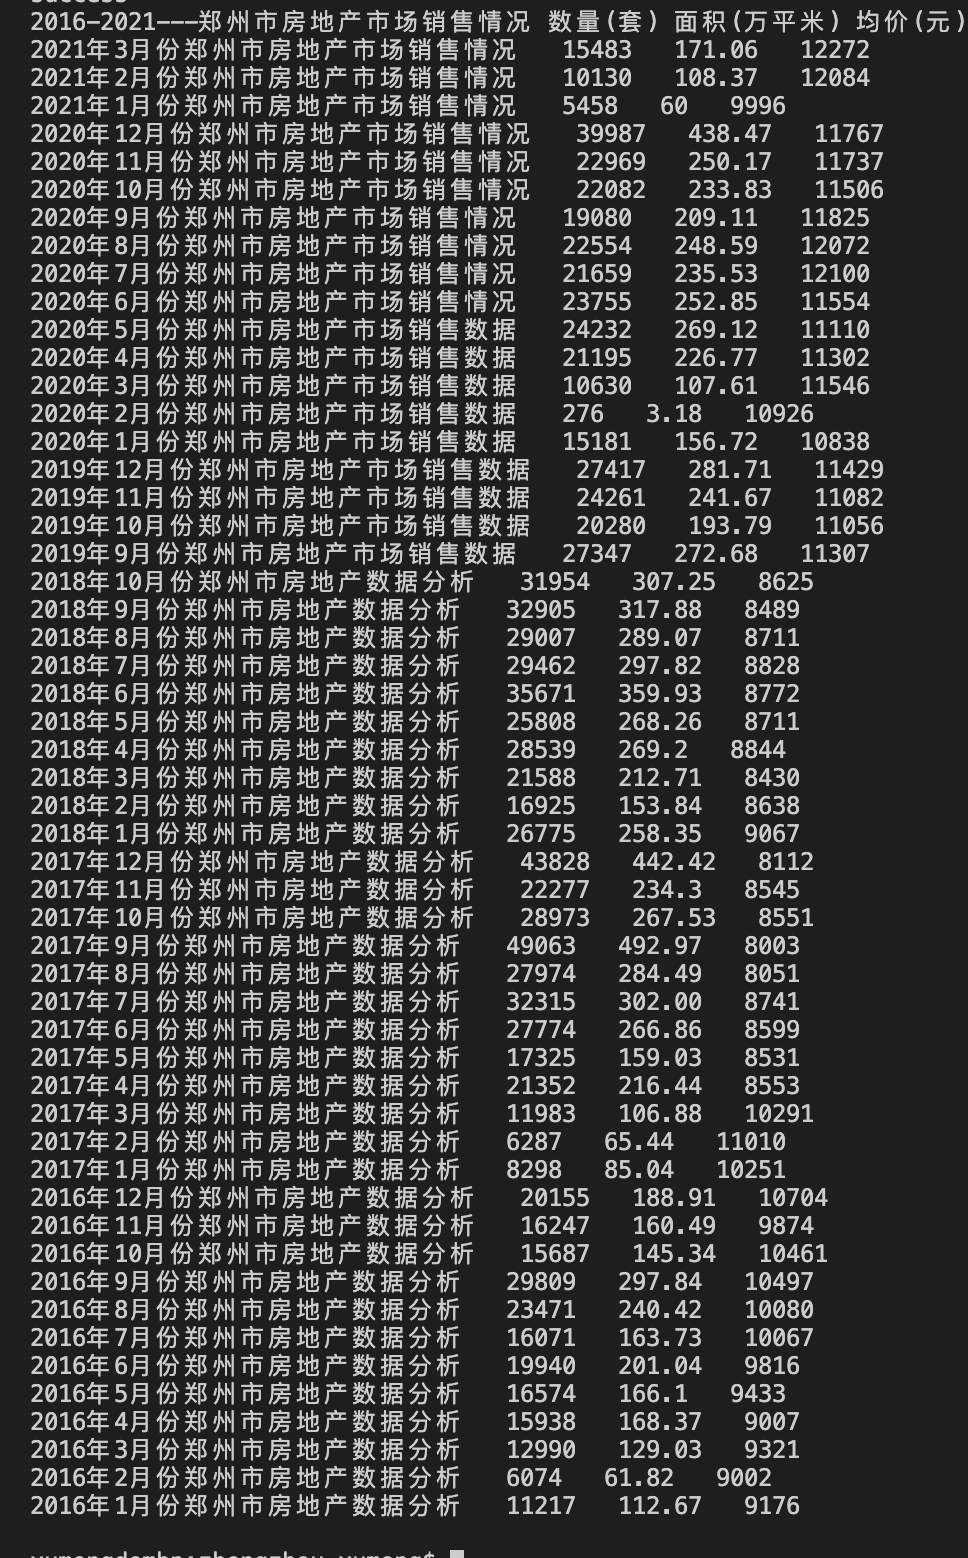 success
2016-2021---郑州市房地产市场销售情况 数量(套) 面积(万平米) 均价(元)
2021年3月份郑州市房地产市场销售情况 15483 171.06 12272
2021年2月份郑州市房地产市场销售情况 10130 108.37 12084
2021年1月份郑州市房地产市场销售情况 5458 60 9996
2020年12月份郑州市房地产市场销售情况 39987 438.47 11767
2020年11月份郑州市房地产市场销售情况 22969 250.17 11737
2020年10月份郑州市房地产市场销售情况 22082 233.83 11506
2020年9月份郑州市房地产市场销售情况 19080 209.11 11825
2020年8月份郑州市房地产市场销售情况 22554 248.59 12072
2020年7月份郑州市房地产市场销售情况 21659 235.53 12100
2020年6月份郑州市房地产市场销售情况 23755 252.85 11554
2020年5月份郑州市房地产市场销售数据 24232 269.12 11110
2020年4月份郑州市房地产市场销售数据 21195 226.77 11302
2020年3月份郑州市房地产市场销售数据 10630 107.61 11546
2020年2月份郑州市房地产市场销售数据 276 3.18 10926
2020年1月份郑州市房地产市场销售数据 15181 156.72 10838
2019年12月份郑州市房地产市场销售数据 27417 281.71 11429
2019年11月份郑州市房地产市场销售数据 24261 241.67 11082
2019年10月份郑州市房地产市场销售数据 20280 193.79 11056
2019年9月份郑州市房地产市场销售数据 27347 272.68 11307
2018年10月份郑州市房地产数据分析 31954 307.25 8625
2018年9月份郑州市房地产数据分析 32905 317.88 8489
2018年8月份郑州市房地产数据分析 29007 289.07 8711
2018年7月份郑州市房地产数据分析 29462 297.82 8828
2018年6月份郑州市房地产数据分析 35671 359.93 8772
2018年5月份郑州市房地产数据分析 25808 268.26 8711
2018年4月份郑州市房地产数据分析 28539 269.2 8844
2018年3月份郑州市房地产数据分析 21588 212.71 8430
2018年2月份郑州市房地产数据分析 16925 153.84 8638
2018年1月份郑州市房地产数据分析 26775 258.35 9067
2017年12月份郑州市房地产数据分析 43828 442.42 8112
2017年11月份郑州市房地产数据分析 22277 234.3 8545
2017年10月份郑州市房地产数据分析 28973 267.53 8551
2017年9月份郑州市房地产数据分析 49063 492.97 8003
2017年8月份郑州市房地产数据分析 27974 284.49 8051
2017年7月份郑州市房地产数据分析 32315 302.00 8741
2017年6月份郑州市房地产数据分析 27774 266.86 8599
2017年5月份郑州市房地产数据分析 17325 159.03 8531
2017年4月份郑州市房地产数据分析 21352 216.44 8553
2017年3月份郑州市房地产数据分析 11983 106.88 10291
2017年2月份郑州市房地产数据分析 6287 65.44 11010
2017年1月份郑州市房地产数据分析 8298 85.04 10251
2016年12月份郑州市房地产数据分析 20155 188.91 10704
2016年11月份郑州市房地产数据分析 16247 160.49 9874
2016年10月份郑州市房地产数据分析 15687 145.34 10461
2016年9月份郑州市房地产数据分析 29809 297.84 10497
2016年8月份郑州市房地产数据分析 23471 240.42 10080
2016年7月份郑州市房地产数据分析 16071 163.73 10067
2016年6月份郑州市房地产数据分析 19940 201.04 9816
2016年5月份郑州市房地产数据分析 16574 166.1 9433
2016年4月份郑州市房地产数据分析 15938 168.37 9007
2016年3月份郑州市房地产数据分析 12990 129.03 9321
2016年2月份郑州市房地产数据分析 6074 61.82 9002
2016年1月份郑州市房地产数据分析 11217 112.67 9176